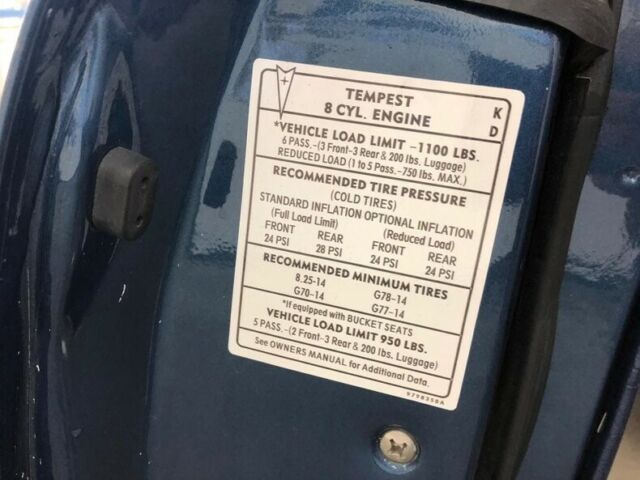 TEMPEST
8 CYL. ENGINE
K
D
*VEHICLE LOAD LIMIT -1100 LBS.
6 PASS.-(3 Front-3 Rear & 200 lbs. Luggage)
REDUCED LOAD (1 to 5 Pass.-750 lbs. MAX.)
RECOMMENDED TIRE PRESSURE
(COLD TIRES)
STANDARD INFLATION OPTIONAL INFLATION
(Full Load Limit) (Reduced Load)
FRONT REAR FRONT REAR
24 PSI 28 PSI 24 PSI 24 PSI
RECOMMENDED MINIMUM TIRES
8.25-14 G78-14
G70-14 G77-14
*If equipped with BUCKET SEATS
VEHICLE LOAD LIMIT 950 LBS.
5 PASS.-(2 Front-3 Rear & 200 lbs. Luggage)
See OWNERS MANUAL for Additional Data.
9798358A